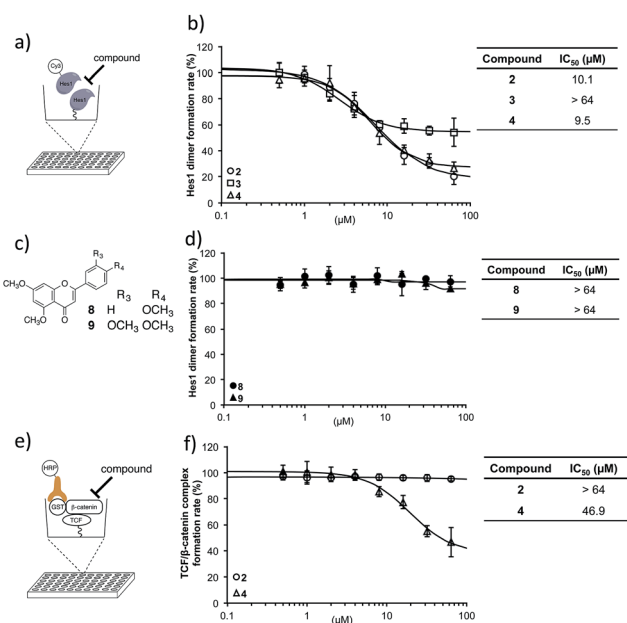 a)
compound
Cy3
Hes1
Hes1
b)
Hes1 dimer formation rate (%)
120
100
80
60
40
20
0
0.1 1 10 100
(μM)
2
3
4
Compound IC50 (μM)
2 10.1
3 > 64
4 9.5
c)
R3
R4
CH3O
O
CH3O O
R3 R4
8 H OCH3
9 OCH3 OCH3
d)
Hes1 dimer formation rate (%)
120
100
80
60
40
20
0
0.1 1 10 100
(μM)
8
9
Compound IC50 (μM)
8 > 64
9 > 64
e)
compound
HRP
GST β-catenin
TCF
f)
TCF/β-catenin complex
formation rate (%)
120
100
80
60
40
20
0
0.1 1 10 100
(μM)
2
4
Compound IC50 (μM)
2 > 64
4 46.9